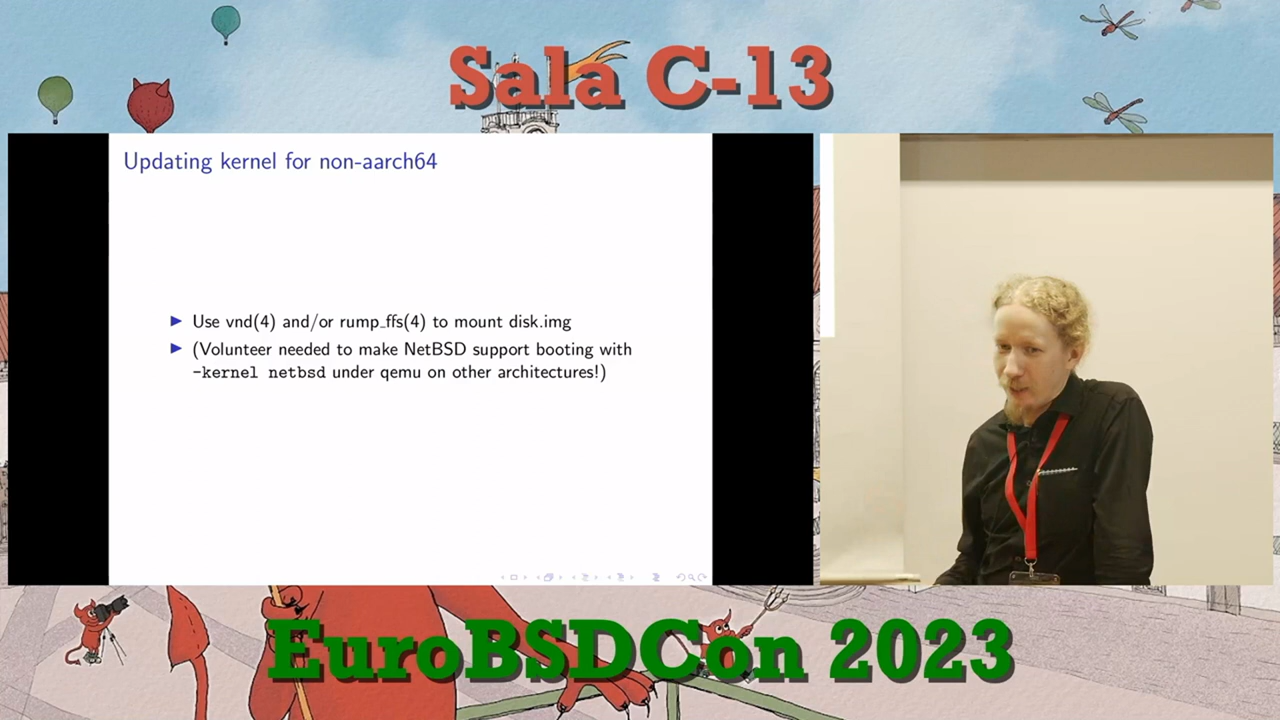 Sala C-13
Updating kernel for non-aarch64
Use vnd(4) and/or rump_ffs(4) to mount disk.img
(Volunteer needed to make NetBSD support booting with
-kernel netbsd under qemu on other architectures!)
EuroBSDCon 2023